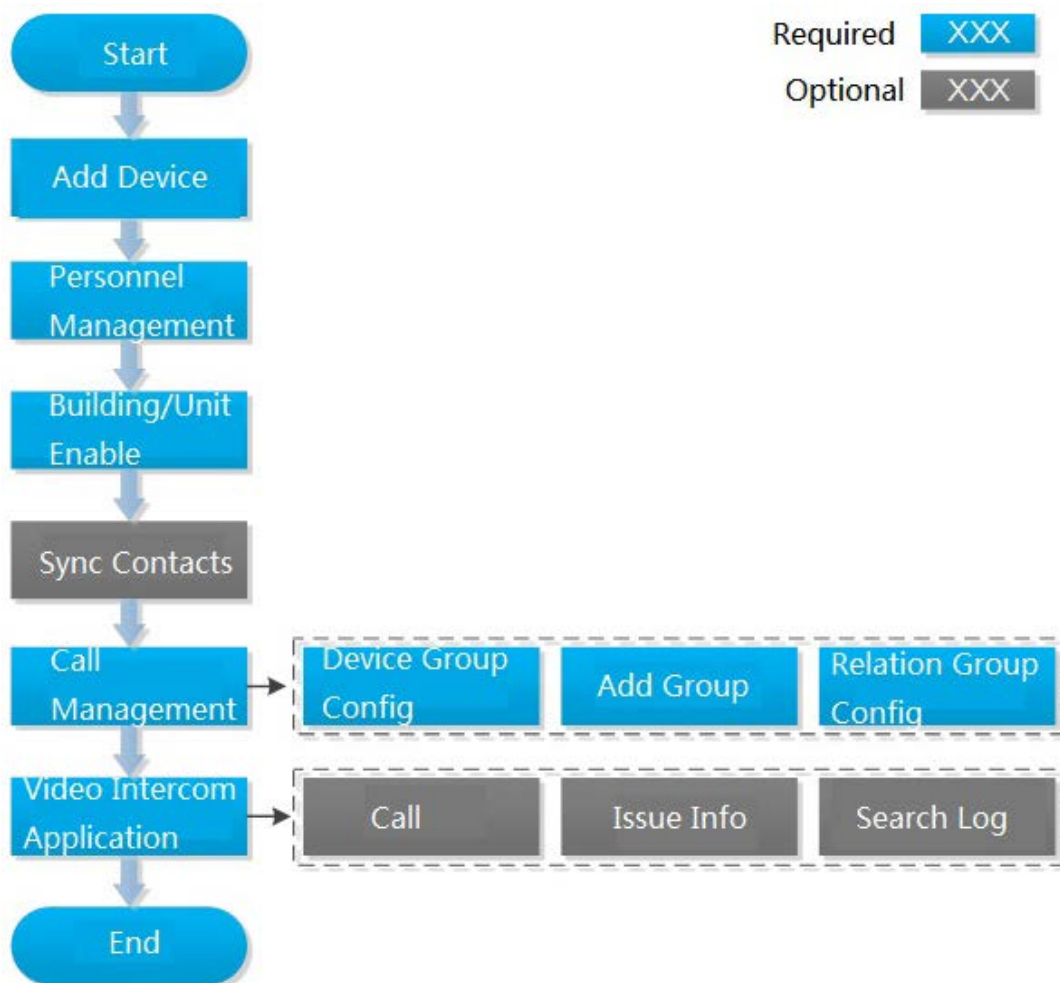 Start
Required XXX
Optional XXX
Add Device
Personnel
Management
Building/Unit
Enable
Sync Contacts
Call
Management
Device Group
Config
Add Group
Relation Group
Config
Video Intercom
Application
Call
Issue Info
Search Log
End